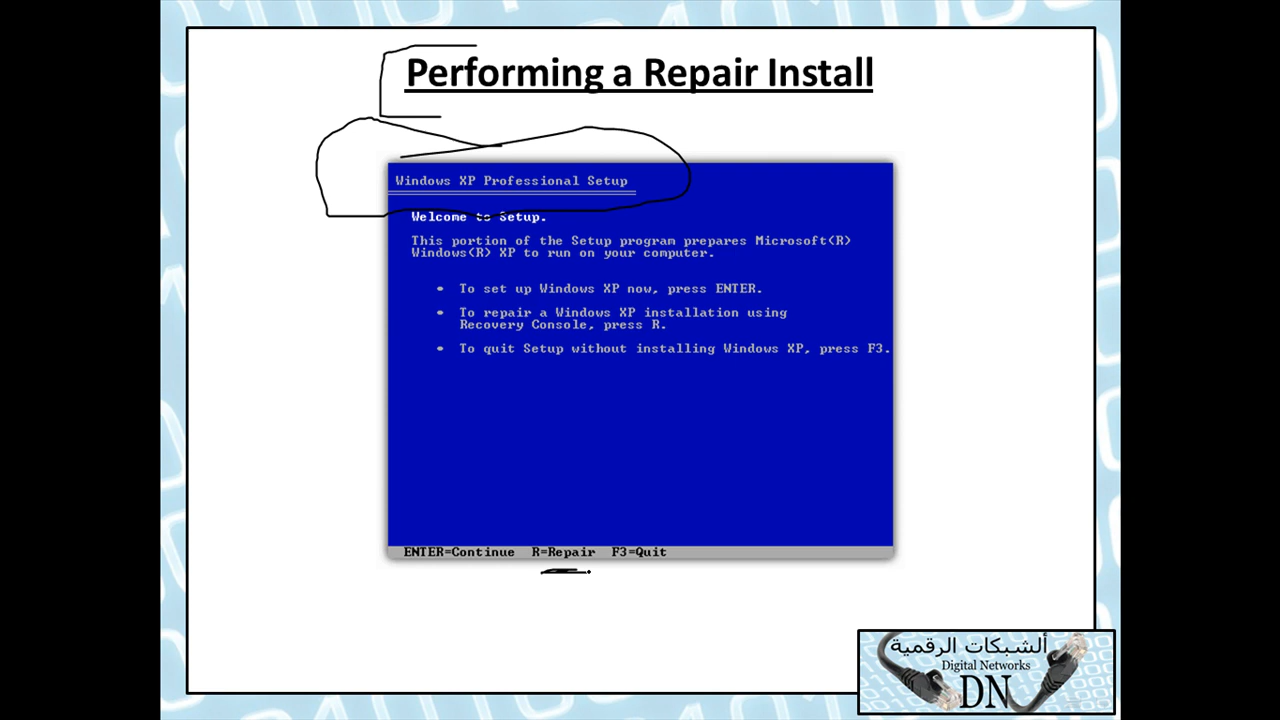 Performing a Repair Install
Windows XP Professional Setup
Welcome to Setup.
This portion of the Setup program prepares Microsoft(R)
Windows(R) XP to run on your computer.
• To set up Windows XP now, press ENTER.
• To repair a Windows XP installation using
Recovery Console, press R.
• To quit Setup without installing Windows XP, press F3.
ENTER=Continue R=Repair F3=Quit
ألشبكات الرقمية
Digital Networks
DN